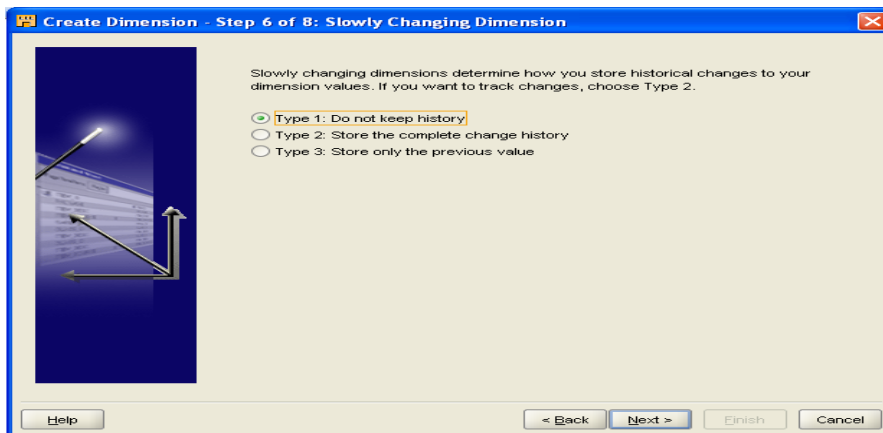 Create Dimension - Step 6 of 8: Slowly Changing Dimension
Slowly changing dimensions determine how you store historical changes to your
dimension values. If you want to track changes, choose Type 2.
Type 1: Do not keep history
Type 2: Store the complete change history
Type 3: Store only the previous value
Help
< Back
Next >
Finish
Cancel